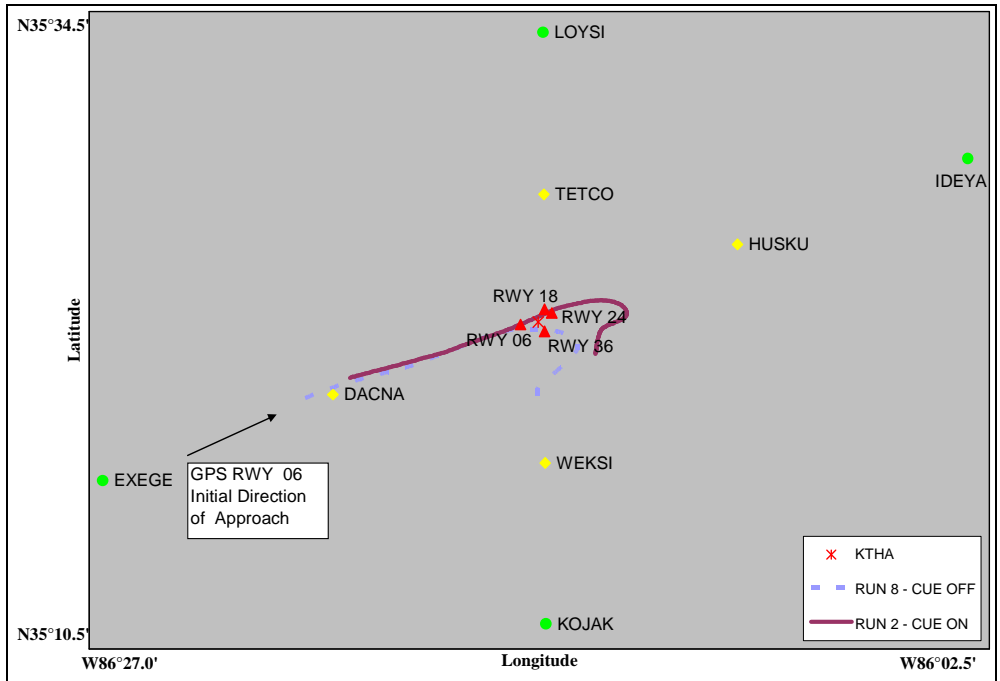 N35°34.5'
LOYSI
IDEYA
TETCO
HUSKU
RWY 18
RWY 24
RWY 06
RWY 36
Latitude
DACNA
GPS RWY 06
Initial Direction
of Approach
EXEGE
WEKSI
KTHA
RUN 8 - CUE OFF
RUN 2 - CUE ON
KOJAK
N35°10.5'
W86°27.0'
Longitude
W86°02.5'